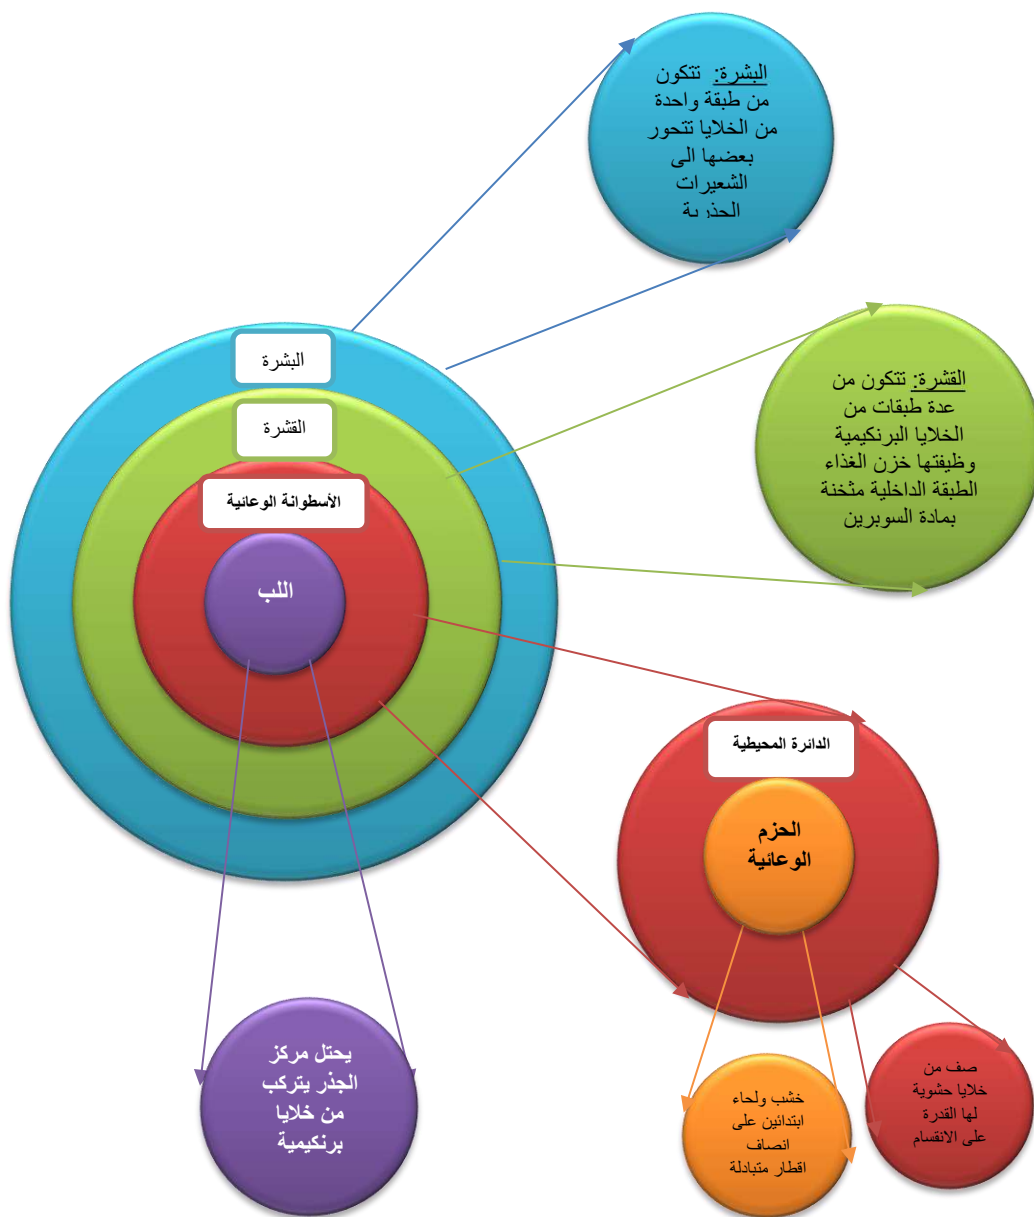 البشرة: تتكون
من طبقة واحدة
من الخلايا تتحور
بعضها الى
الشعيرات
الجذرية
البشرة
القشرة
الأسطوانة الوعائية
اللب
القشرة: تتكون من
عدة طبقات من
الخلايا البرنكيمية
وظيفتها خزن الغذاء
الطبقة الداخلية مثخنة
بمادة السوبرين
الدائرة المحيطية
الحزم
الوعائية
يحتل مركز
الجذر يتركب
من خلايا
برنكيمية
خشب ولحاء
ابتدائين على
انصاف
اقطار متبادلة
صف من
خلايا حشوية
لها القدرة
على الانقسام